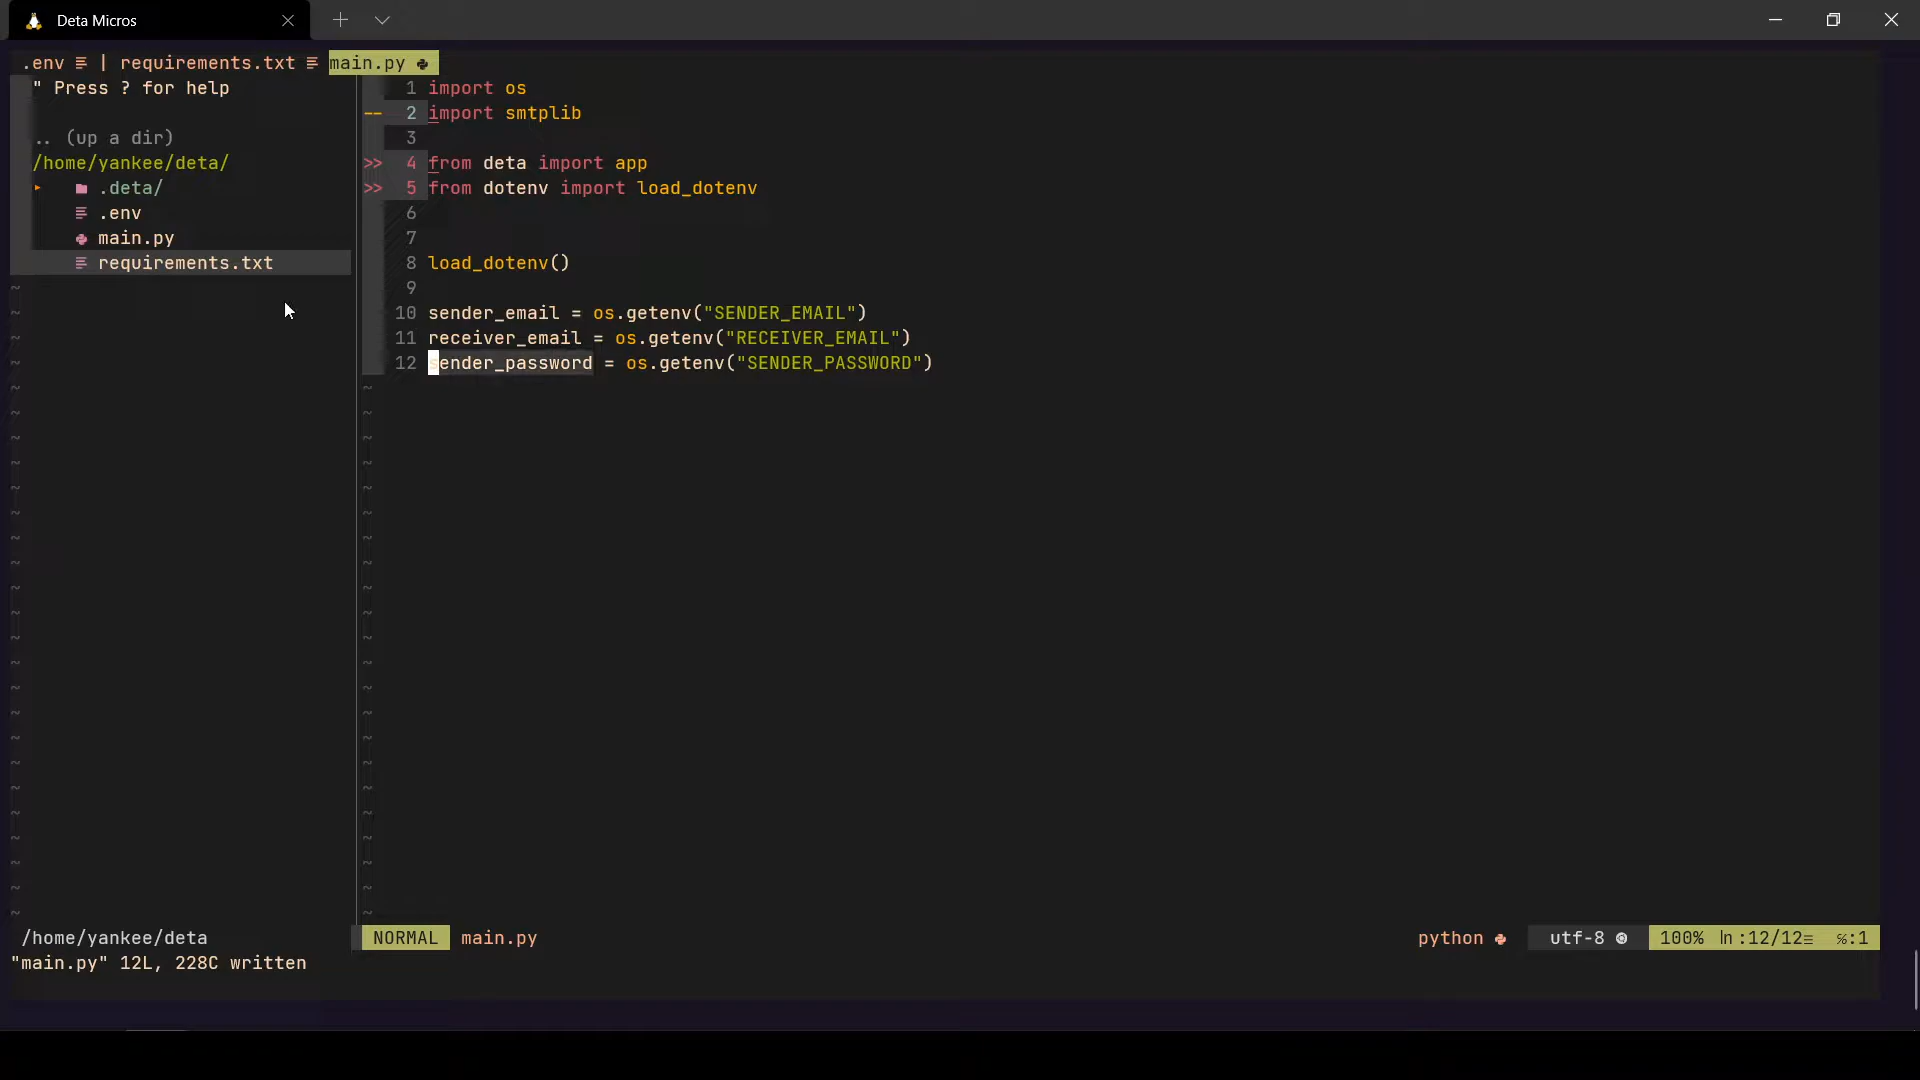 Deta Micros
.env | requirements.txt main.py
" Press ? for help
.. (up a dir)
/home/yankee/deta/
.deta/
.env
main.py
requirements.txt
1 import os
-- 2 import smtplib
3
>> 4 from deta import app
>> 5 from dotenv import load_dotenv
6
7
8 load_dotenv()
9
10 sender_email = os.getenv("SENDER_EMAIL")
11 receiver_email = os.getenv("RECEIVER_EMAIL")
12 sender_password = os.getenv("SENDER_PASSWORD")
/home/yankee/deta
NORMAL main.py python utf-8 100% ln:12/12≡ ℅:1
"main.py" 12L, 228C written